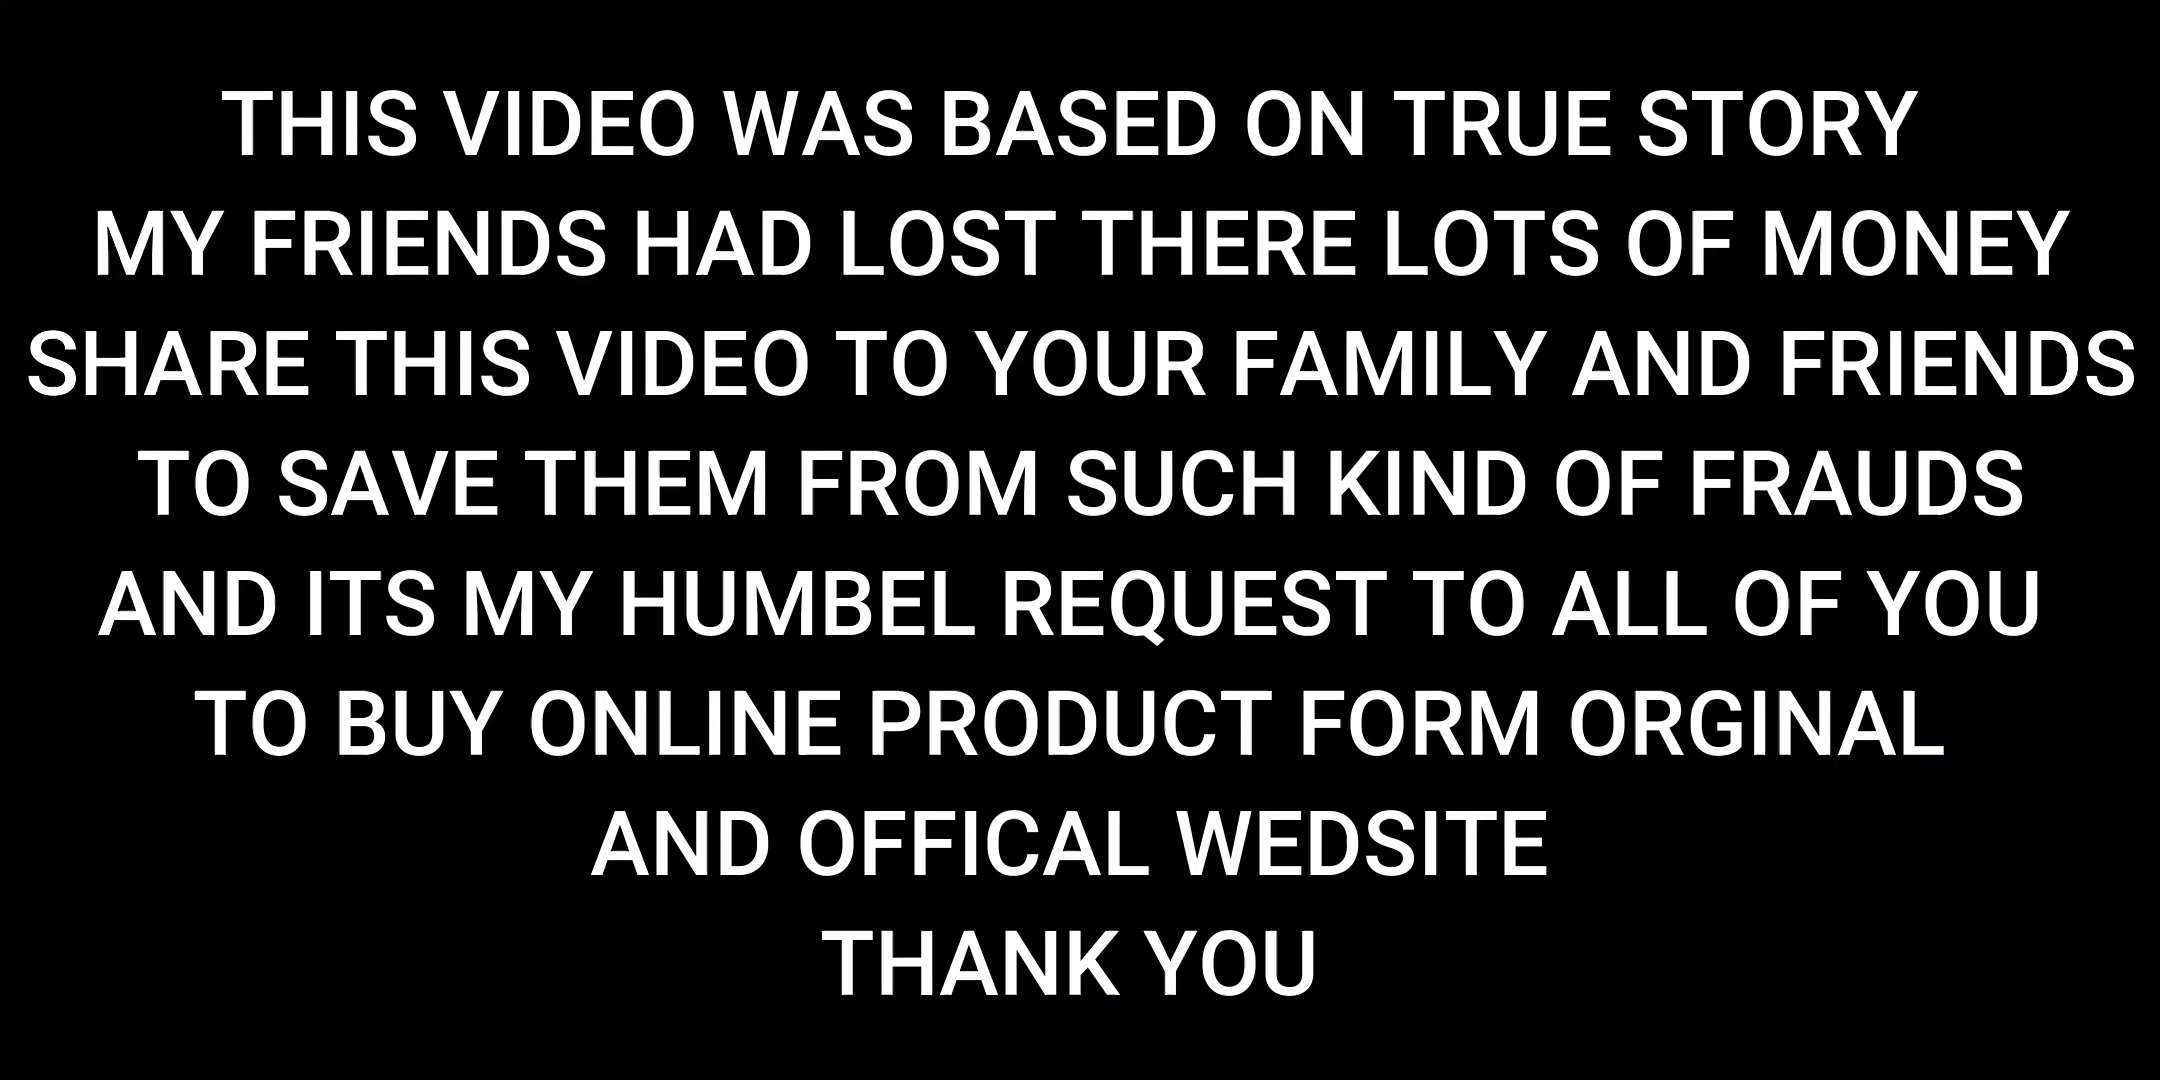 THIS VIDEO WAS BASED ON TRUE STORY
MY FRIENDS HAD LOST THERE LOTS OF MONEY
SHARE THIS VIDEO TO YOUR FAMILY AND FRIENDS
TO SAVE THEM FROM SUCH KIND OF FRAUDS
AND ITS MY HUMBEL REQUEST TO ALL OF YOU
TO BUY ONLINE PRODUCT FORM ORGINAL
AND OFFICAL WEDSITE
THANK YOU